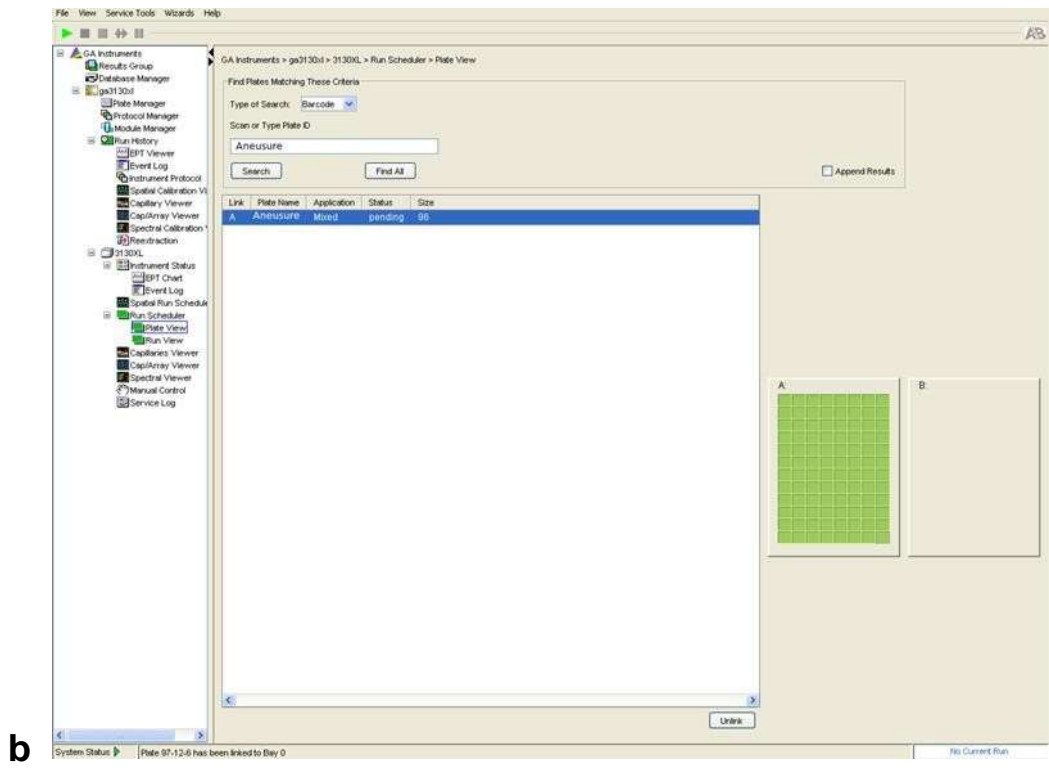 File View Service Tools Wizards Help
AB
GA Instruments
Results Group
Database Manager
ga3130xl
Plate Manager
Protocol Manager
Module Manager
Run History
EPT Viewer
Event Log
Instrument Protocol
Spatial Calibration Vi
Capillary Viewer
Cap/Array Viewer
Spectral Calibration
Reextraction
3130XL
Instrument Status
EPT Chart
Event Log
Spatial Run Schedule
Run Scheduler
Plate View
Run View
Capillaries Viewer
Cap/Array Viewer
Spectral Viewer
Manual Control
Service Log
GA Instruments > ga3130xl > 3130XL > Run Scheduler > Plate View
Find Plates Matching These Criteria
Type of Search: Barcode
Scan or Type Plate ID
Aneusure
Search Find All Append Results
Link Plate Name Application Status Size
A Aneusure Mixed pending 96
A: B:
Unlink
System Status Plate 97-12-6 has been linked to Bay 0 No Current Run
b